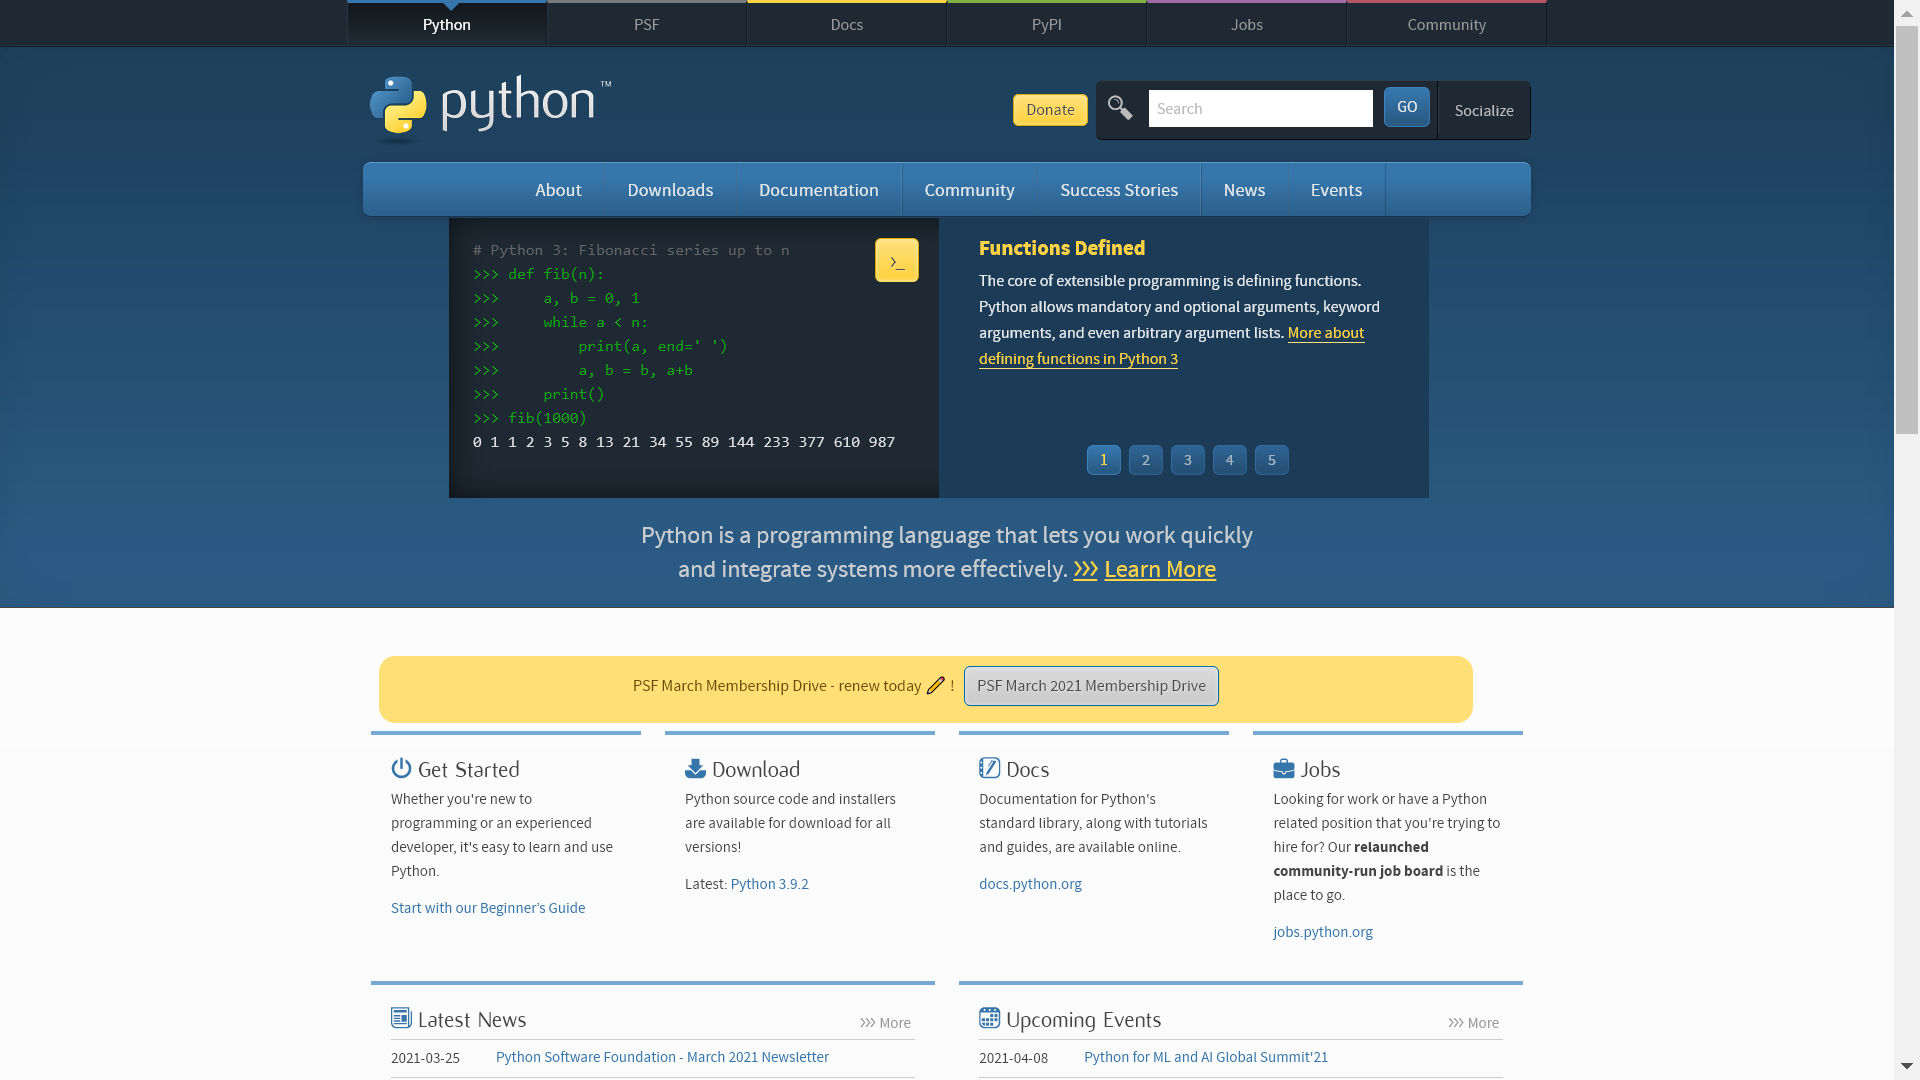 Python
PSF
Docs
PyPI
Jobs
Community
python™
Donate
Search
GO
Socialize
About
Downloads
Documentation
Community
Success Stories
News
Events
# Python 3: Fibonacci series up to n
>>> def fib(n):
>>>     a, b = 0, 1
>>>     while a < n:
>>>         print(a, end=' ')
>>>         a, b = b, a+b
>>>     print()
>>> fib(1000)
0 1 1 2 3 5 8 13 21 34 55 89 144 233 377 610 987
>_
Functions Defined
The core of extensible programming is defining functions.
Python allows mandatory and optional arguments, keyword
arguments, and even arbitrary argument lists. More about
defining functions in Python 3
1
2
3
4
5
Python is a programming language that lets you work quickly
and integrate systems more effectively. >>> Learn More
PSF March Membership Drive - renew today !
PSF March 2021 Membership Drive
Get Started
Whether you're new to
programming or an experienced
developer, it's easy to learn and use
Python.
Start with our Beginner’s Guide
Download
Python source code and installers
are available for download for all
versions!
Latest: Python 3.9.2
Docs
Documentation for Python's
standard library, along with tutorials
and guides, are available online.
docs.python.org
Jobs
Looking for work or have a Python
related position that you're trying to
hire for? Our relaunched
community-run job board is the
place to go.
jobs.python.org
Latest News
>>> More
2021-03-25 Python Software Foundation - March 2021 Newsletter
Upcoming Events
>>> More
2021-04-08 Python for ML and AI Global Summit'21